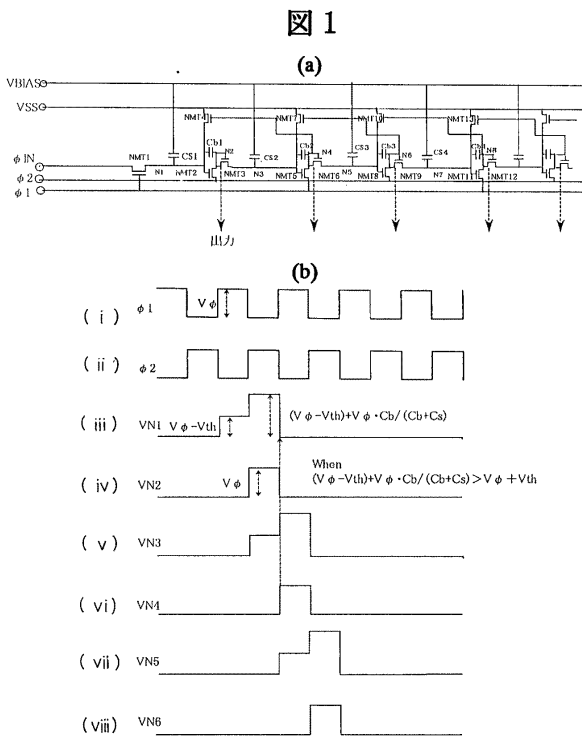 図 1
(a)
VBIAS
VSS
NMT4 NMT7 NMT10 NMT13
Cb1 N2 Cb2 N4 CS3 Cb3 N6 CS4 Cb4 N8
φIN NMT1 CS1 CS2
φ2 N1 NMT2 NMT3 N3 NMT5 NMT6 N5 NMT8 NMT9 N7 NMT11 NMT12
φ1
出力
(b)
(i) φ1 Vφ
(ii) φ2
(iii) VN1 Vφ-Vth (Vφ-Vth)+Vφ・Cb/(Cb+Cs)
When
(iv) VN2 Vφ (Vφ-Vth)+Vφ・Cb/(Cb+Cs)>Vφ+Vth
(v) VN3
(vi) VN4
(vii) VN5
(viii) VN6